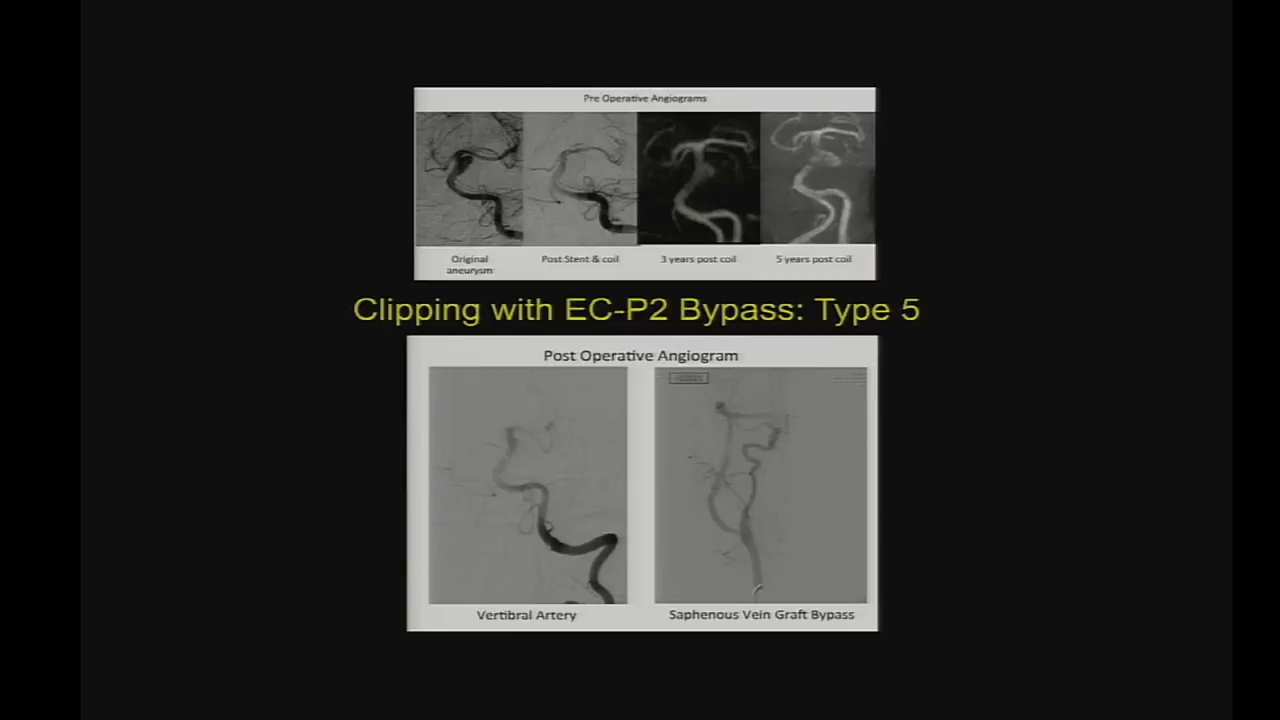 Pre Operative Angiograms
Original
aneurysm
Post Stent & coil
3 years post coil
5 years post coil
Clipping with EC-P2 Bypass: Type 5
Post Operative Angiogram
Vertibral Artery
Saphenous Vein Graft Bypass